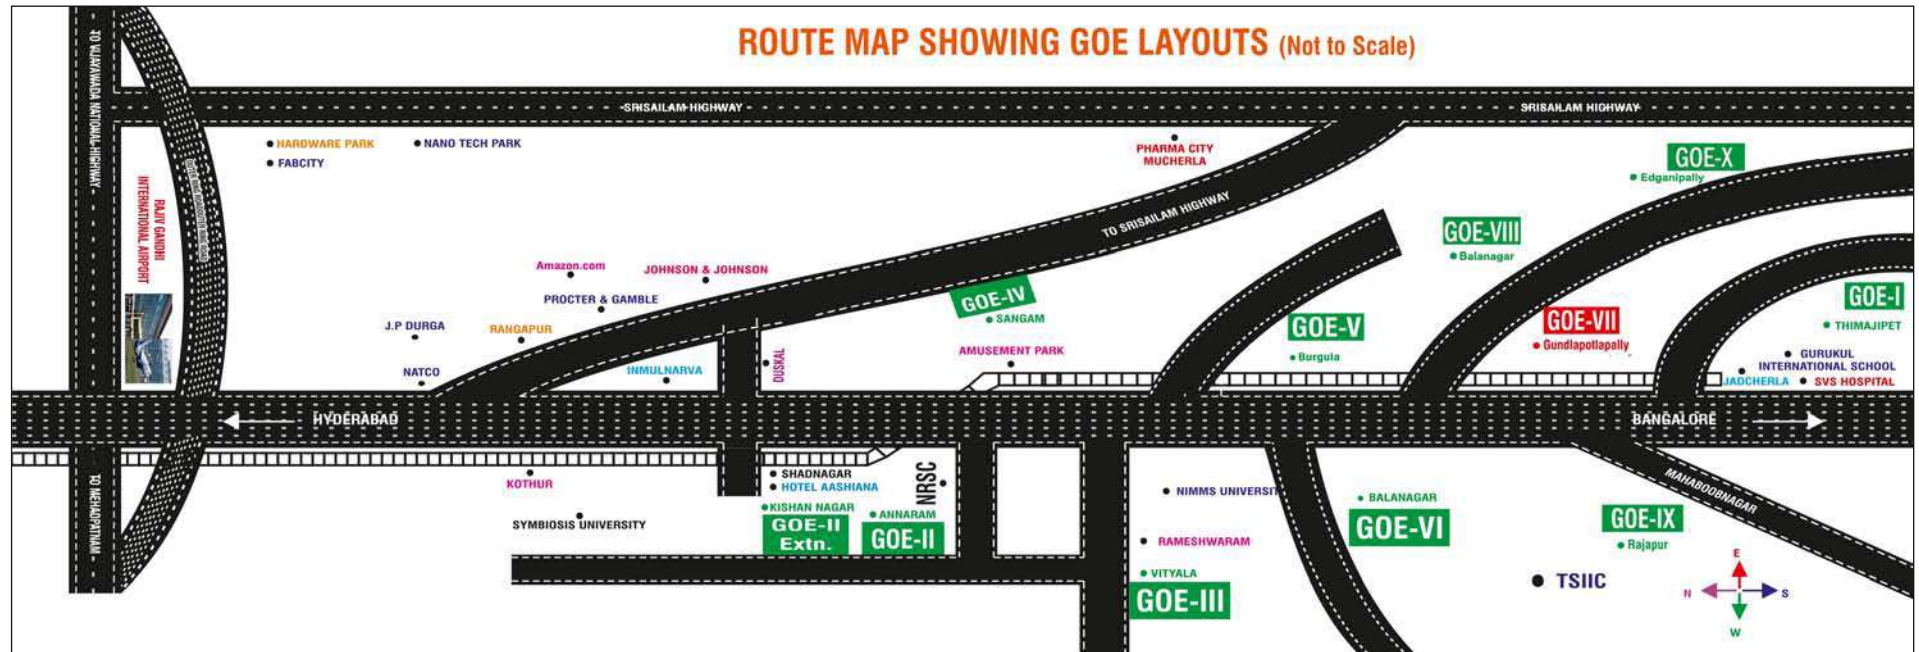 ROUTE MAP SHOWING GOE LAYOUTS (Not to Scale)
TO VIJAYAWADA NATIONAL HIGHWAY
SRISAILAM HIGHWAY
SRISAILAM HIGHWAY
HARDWARE PARK
NANO TECH PARK
FABCITY
PHARMA CITY
MUCHERLA
GOE-X
Edganipally
RAJIV GANDHI
INTERNATIONAL AIRPORT
TO SRISAILAM HIGHWAY
GOE-VIII
Balanagar
Amazon.com
JOHNSON & JOHNSON
PROCTER & GAMBLE
GOE-IV
SANGAM
GOE-I
THIMAJIPET
J.P DURGA
RANGAPUR
GOE-V
Burgula
GOE-VII
Gundlapotlapally
AMUSEMENT PARK
DUSKAL
NATCO
INMULNARVA
GURUKUL
INTERNATIONAL SCHOOL
JADCHERLA
SVS HOSPITAL
HYDERABAD
BANGALORE
TO MEHADPATNAM
KOTHUR
SHADNAGAR
HOTEL AASHIANA
NRSC
NIMMS UNIVERSIT
BALANAGAR
MAHABOOBNAGAR
KISHAN NAGAR
ANNARAM
SYMBIOSIS UNIVERSITY
GOE-II
Extn.
GOE-II
GOE-VI
GOE-IX
Rajapur
RAMESHWARAM
VITYALA
GOE-III
TSIIC
E
N
S
W